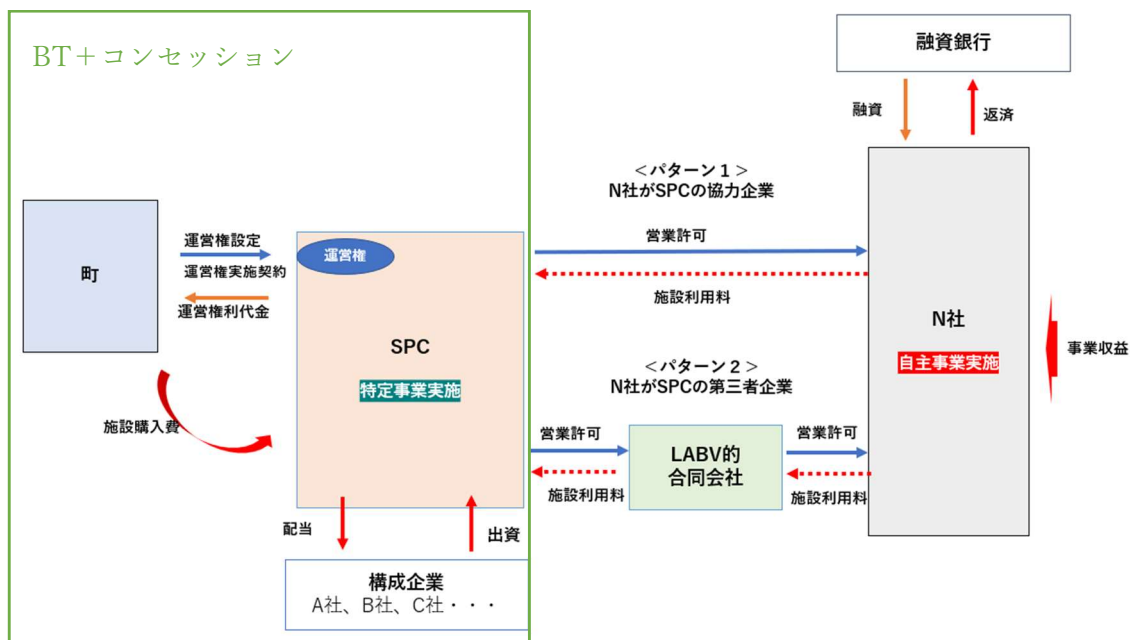 BT＋コンセッション
融資銀行
融資
返済
＜パターン１＞
N社がSPCの協力企業
町
運営権設定
運営権実施契約
運営権利代金
運営権
営業許可
施設利用料
SPC
特定事業実施
N社
自主事業実施
事業収益
＜パターン２＞
N社がSPCの第三者企業
施設購入費
営業許可
施設利用料
LABV的
合同会社
営業許可
施設利用料
配当
出資
構成企業
A社、B社、C社・・・